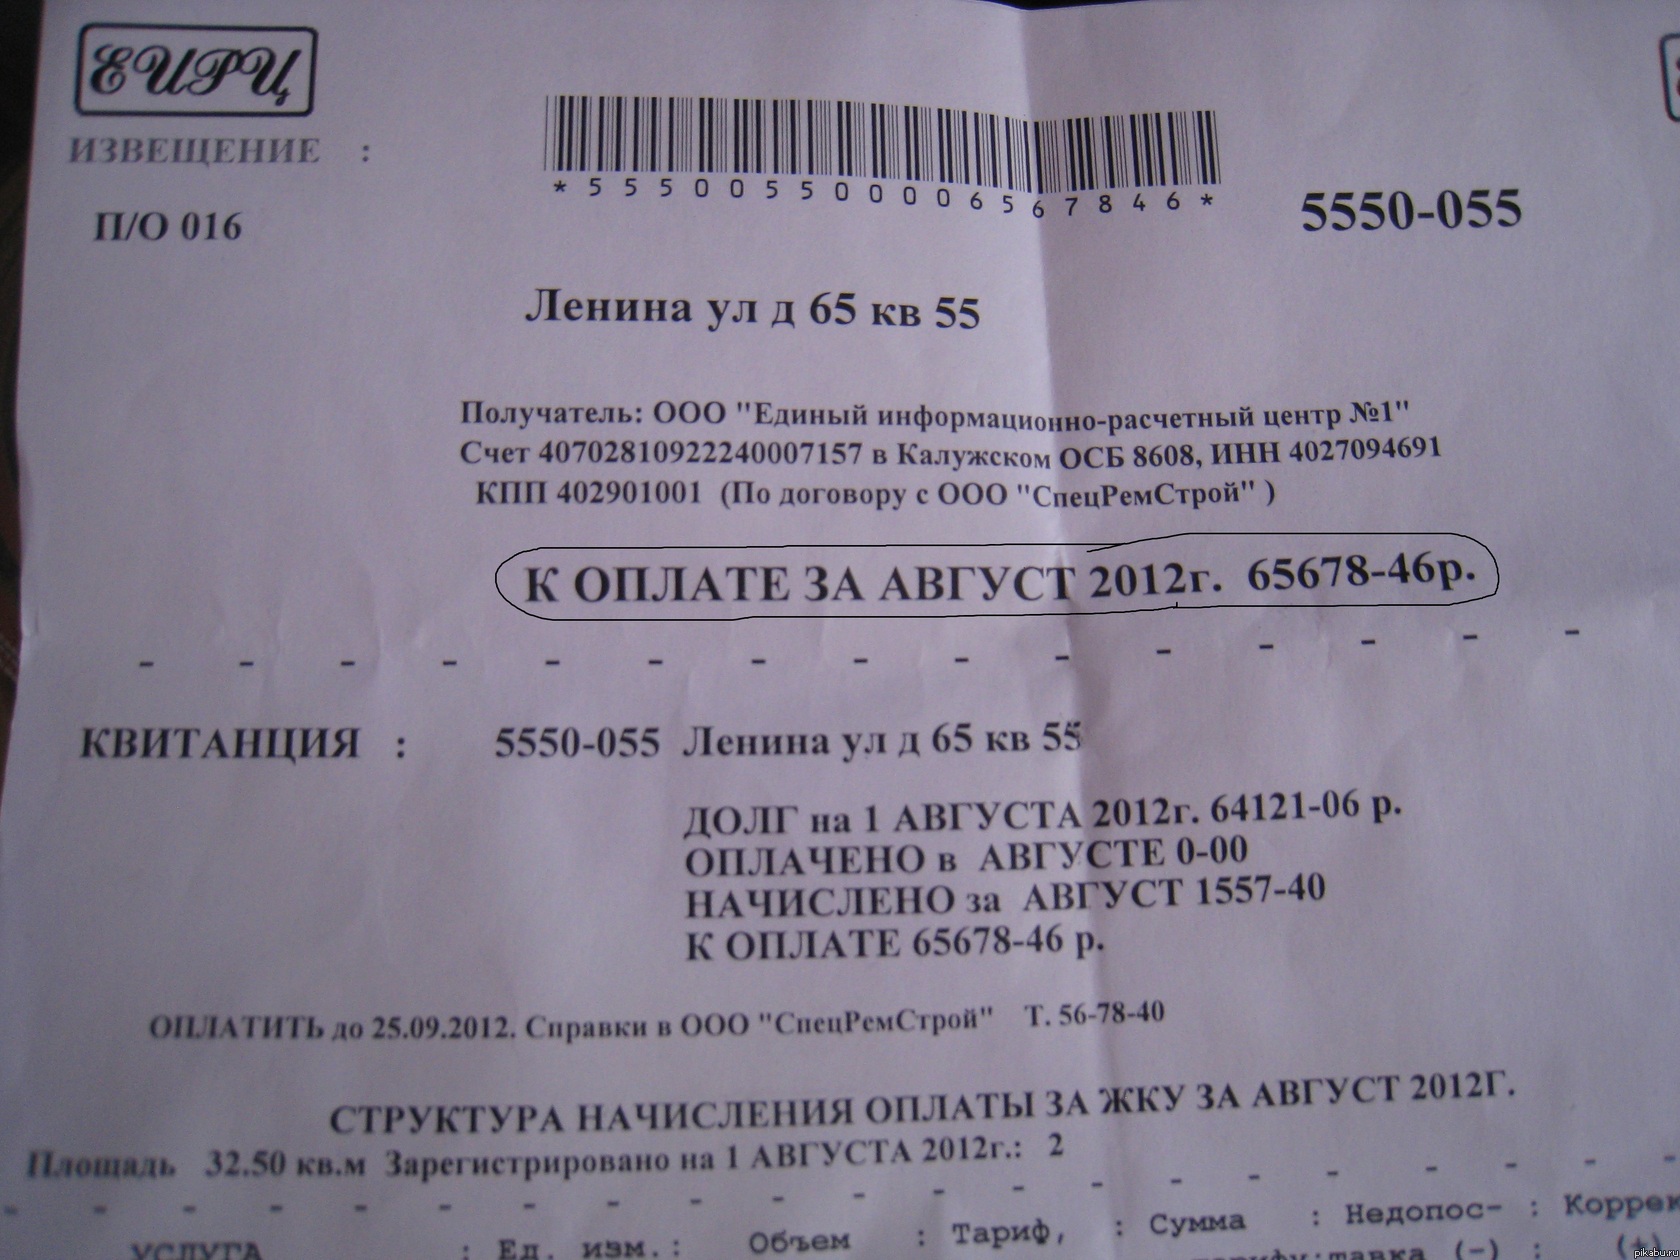 ЕИРЦ
ИЗВЕЩЕНИЕ :
*555005500006567846*
П/О 016
5550-055
Ленина ул д 65 кв 55
Получатель: ООО "Единый информационно-расчетный центр №1"
Счет 40702810922240007157 в Калужском ОСБ 8608, ИНН 4027094691
КПП 402901001 (По договору с ООО "СпецРемСтрой" )
К ОПЛАТЕ ЗА АВГУСТ 2012г. 65678-46р.
- - - - - - - - - - - - - - -
КВИТАНЦИЯ : 5550-055 Ленина ул д 65 кв 55
ДОЛГ на 1 АВГУСТА 2012г. 64121-06 р.
ОПЛАЧЕНО в АВГУСТЕ 0-00
НАЧИСЛЕНО за АВГУСТ 1557-40
К ОПЛАТЕ 65678-46 р.
ОПЛАТИТЬ до 25.09.2012. Справки в ООО "СпецРемСтрой" Т. 56-78-40
СТРУКТУРА НАЧИСЛЕНИЯ ОПЛАТЫ ЗА ЖКУ ЗА АВГУСТ 2012Г.
Площадь 32.50 кв.м Зарегистрировано на 1 АВГУСТА 2012г.: 2
- - - - - - - - - - - - - - - - -
УСЛУГА : Ед. изм.: Объем : Тариф, : Сумма : Недопос- : Коррек
тарифу:тавка (-) : (+)
pikabu.ru